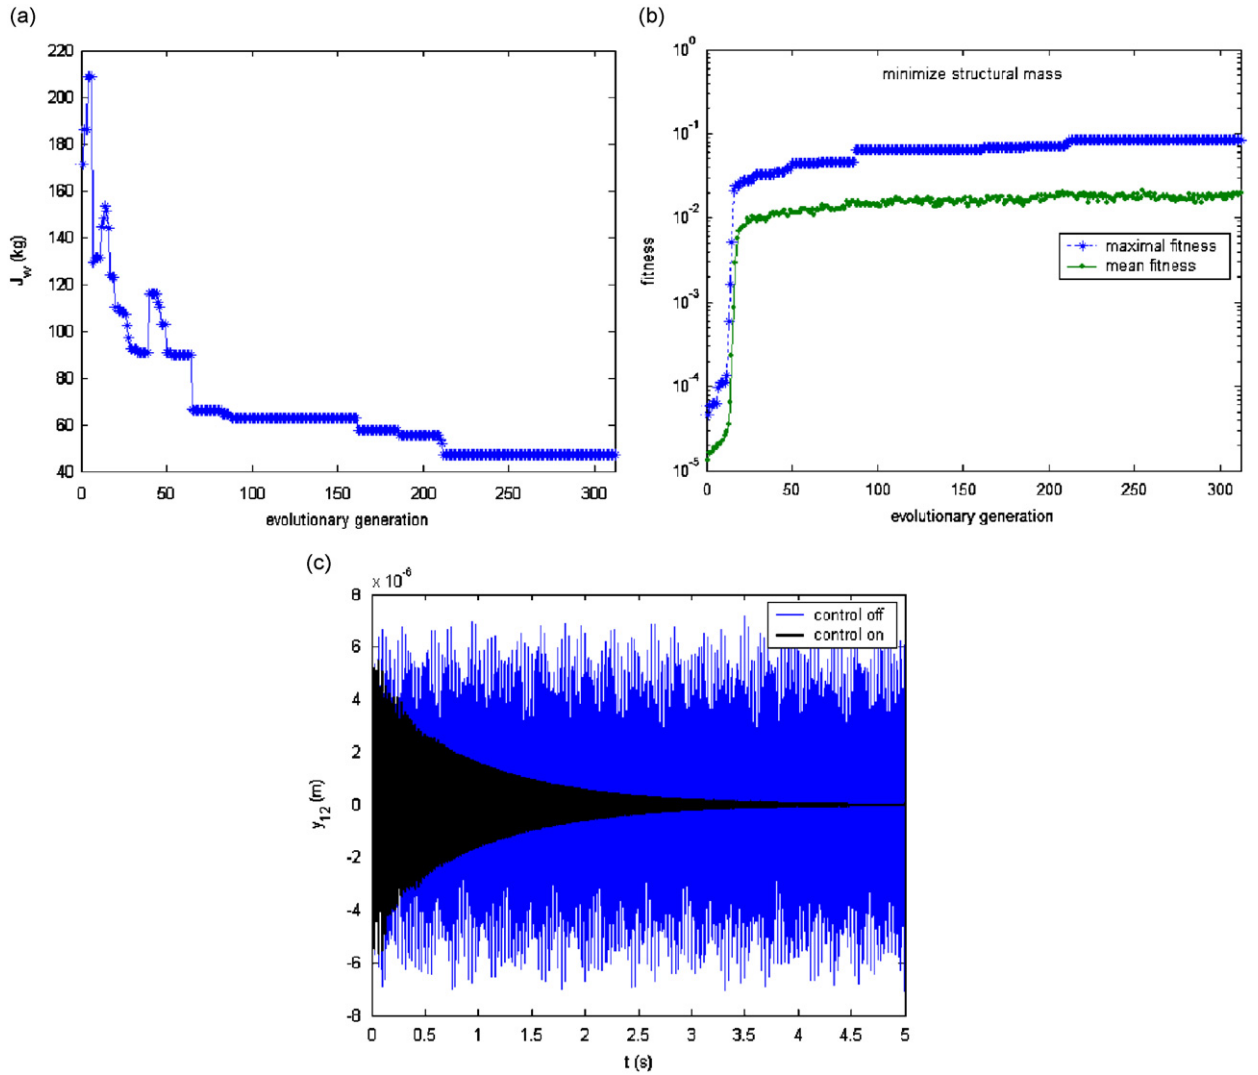 (a)
220
200
180
160
140
120
100
80
60
40
J_w (kg)
0 50 100 150 200 250 300
evolutionary generation
(b)
10^0
10^-1
10^-2
10^-3
10^-4
10^-5
fitness
minimize structural mass
maximal fitness
mean fitness
0 50 100 150 200 250 300
evolutionary generation
(c)
x 10^-6
8
6
4
2
0
-2
-4
-6
-8
y_12 (m)
control off
control on
0 0.5 1 1.5 2 2.5 3 3.5 4 4.5 5
t (s)